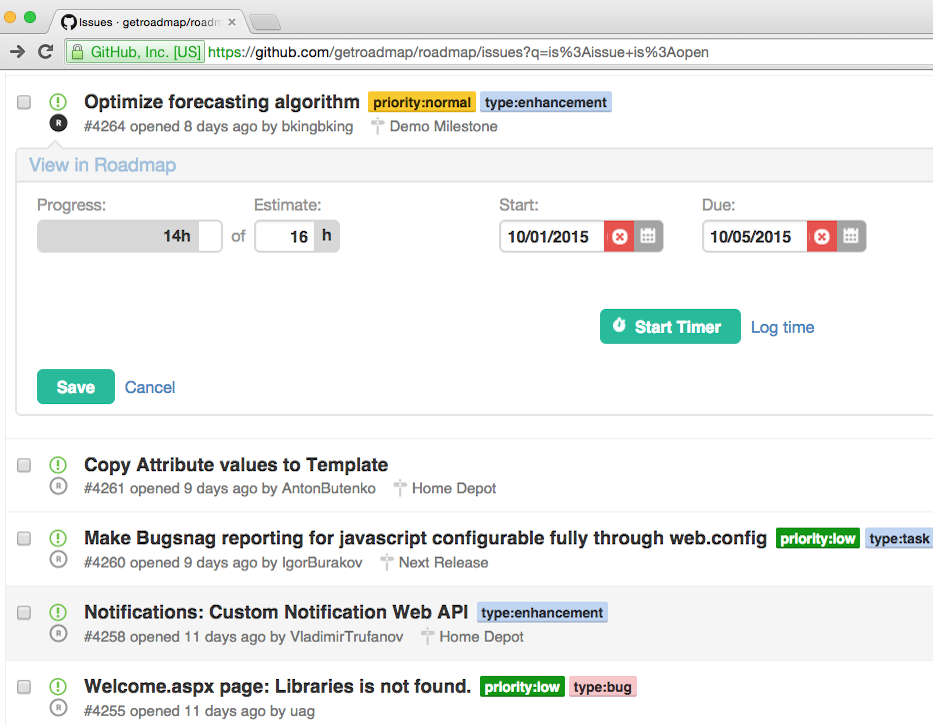 Issues · getroadmap/roadm
GitHub, Inc. [US] https://github.com/getroadmap/roadmap/issues?q=is%3Aissue+is%3Aopen
Optimize forecasting algorithm priority:normal type:enhancement
R #4264 opened 8 days ago by bkingbking Demo Milestone
View in Roadmap
Progress: Estimate: Start: Due:
14h of 16 h 10/01/2015 10/05/2015
Start Timer Log time
Save Cancel
Copy Attribute values to Template
R #4261 opened 9 days ago by AntonButenko Home Depot
Make Bugsnag reporting for javascript configurable fully through web.config priority:low type:task
R #4260 opened 9 days ago by IgorBurakov Next Release
Notifications: Custom Notification Web API type:enhancement
R #4258 opened 11 days ago by VladimirTrufanov Home Depot
Welcome.aspx page: Libraries is not found. priority:low type:bug
R #4255 opened 11 days ago by uag